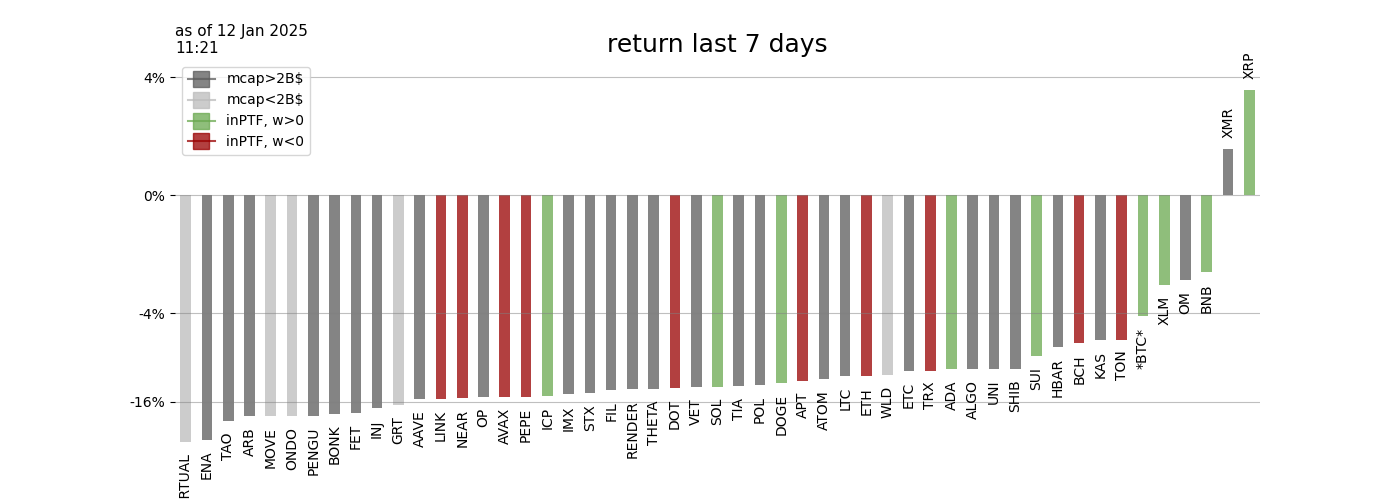 as of 12 Jan 2025
11:21
return last 7 days
mcap>2B$
mcap<2B$
inPTF, w>0
inPTF, w<0
4%
0%
-4%
-16%
RTUAL
ENA
TAO
ARB
MOVE
ONDO
PENGU
BONK
FET
INJ
GRT
AAVE
LINK
NEAR
OP
AVAX
PEPE
ICP
IMX
STX
FIL
RENDER
THETA
DOT
VET
SOL
TIA
POL
DOGE
APT
ATOM
LTC
ETH
WLD
ETC
TRX
ADA
ALGO
UNI
SHIB
SUI
HBAR
BCH
KAS
TON
*BTC*
XLM
OM
BNB
XMR
XRP